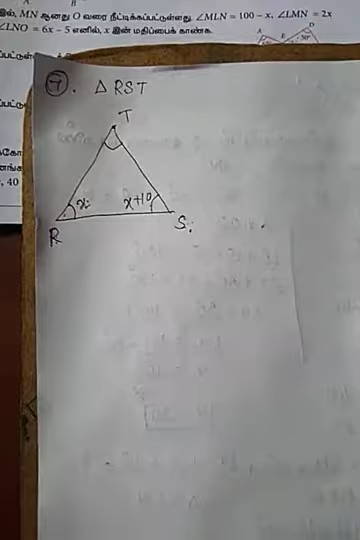 இல், MN ஆனது O வரை நீட்டிக்கப்பட்டுள்ளது. ∠MLN = 100 – x, ∠LMN = 2x
∠LNO = 6x – 5 எனில், x இன் மதிப்பைக் காண்க.
A
E
D
, 40
7. △ RST
T
x
x+10
R
S